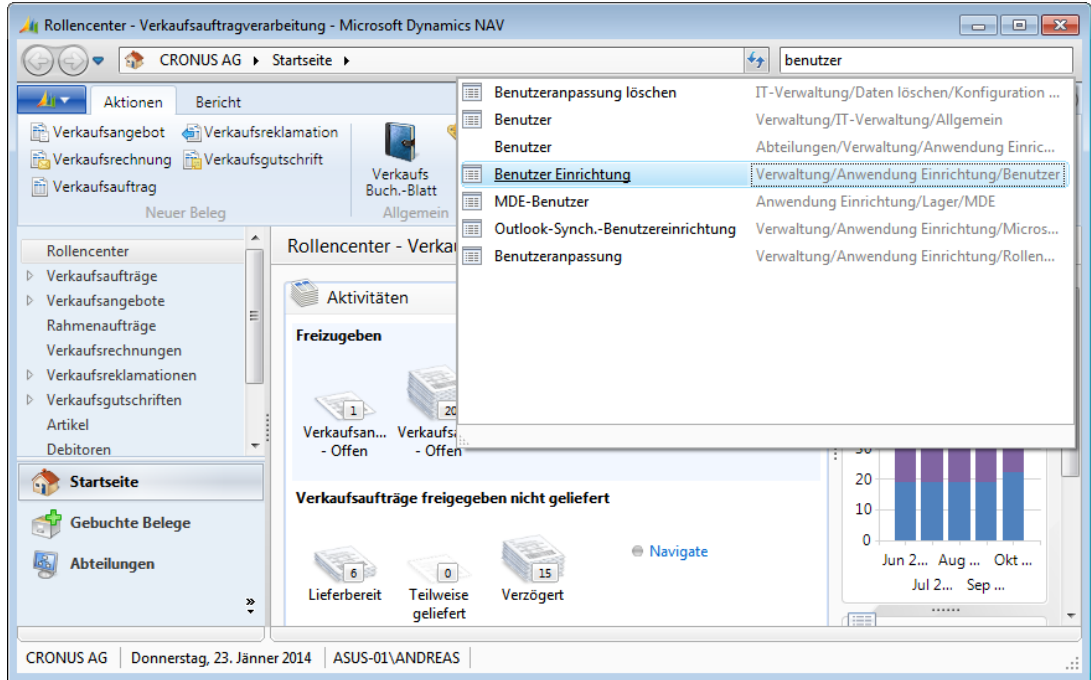 Rollencenter - Verkaufsauftragverarbeitung - Microsoft Dynamics NAV
CRONUS AG
Startseite
benutzer
Aktionen
Bericht
Verkaufsangebot
Verkaufsreklamation
Verkaufsrechnung
Verkaufsgutschrift
Verkaufsauftrag
Neuer Beleg
Verkaufs
Buch.-Blatt
Allgemein
Benutzeranpassung löschen IT-Verwaltung/Daten löschen/Konfiguration ...
Benutzer Verwaltung/IT-Verwaltung/Allgemein
Benutzer Abteilungen/Verwaltung/Anwendung Einric...
Benutzer Einrichtung Verwaltung/Anwendung Einrichtung/Benutzer
MDE-Benutzer Anwendung Einrichtung/Lager/MDE
Outlook-Synch.-Benutzereinrichtung Verwaltung/Anwendung Einrichtung/Micros...
Benutzeranpassung Verwaltung/Anwendung Einrichtung/Rollen...
Rollencenter
Verkaufsaufträge
Verkaufsangebote
Rahmenaufträge
Verkaufsrechnungen
Verkaufsreklamationen
Verkaufsgutschriften
Artikel
Debitoren
Startseite
Gebuchte Belege
Abteilungen
Rollencenter - Verka
Aktivitäten
Freizugeben
1
20
Verkaufsan...
- Offen
Verkaufs
- Offen
Verkaufsaufträge freigegeben nicht geliefert
6
0
15
Lieferbereit
Teilweise
geliefert
Verzögert
Navigate
20
10
0
Jun 2... Aug ... Okt ...
Jul 2... Sep ...
CRONUS AG
Donnerstag, 23. Jänner 2014
ASUS-01\ANDREAS